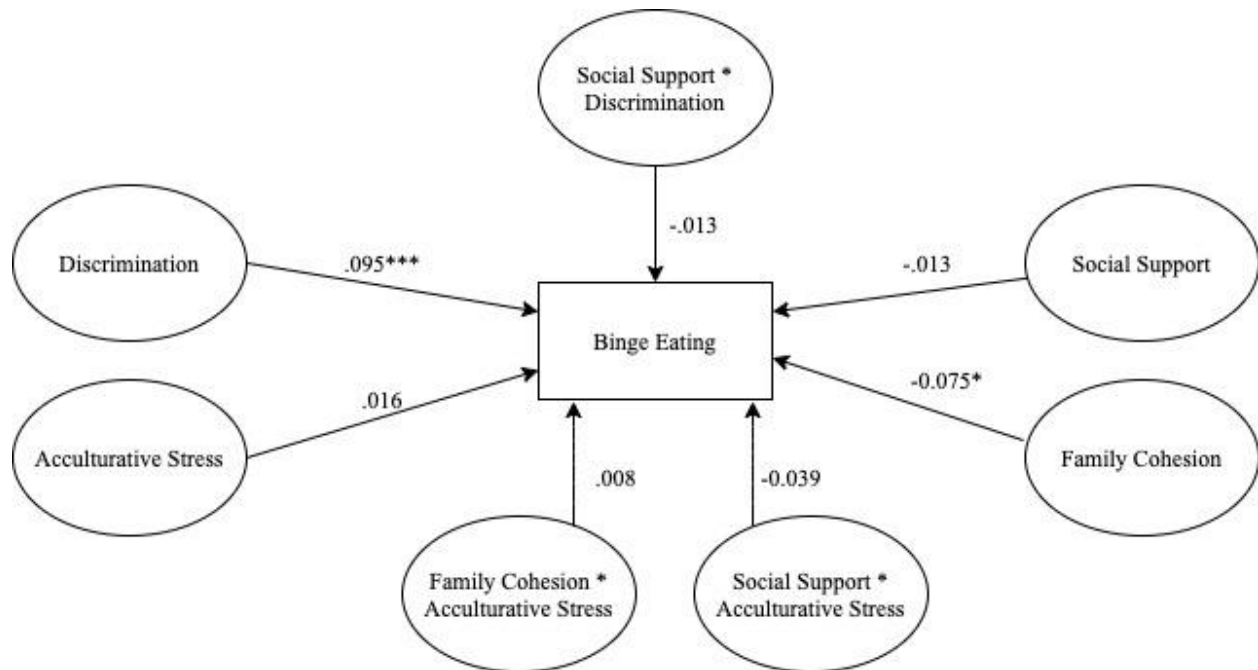 Social Support *
Discrimination
-.013
Discrimination
.095***
-.013
Social Support
Binge Eating
-0.075*
.016
Acculturative Stress
Family Cohesion
.008
-0.039
Family Cohesion *
Acculturative Stress
Social Support *
Acculturative Stress